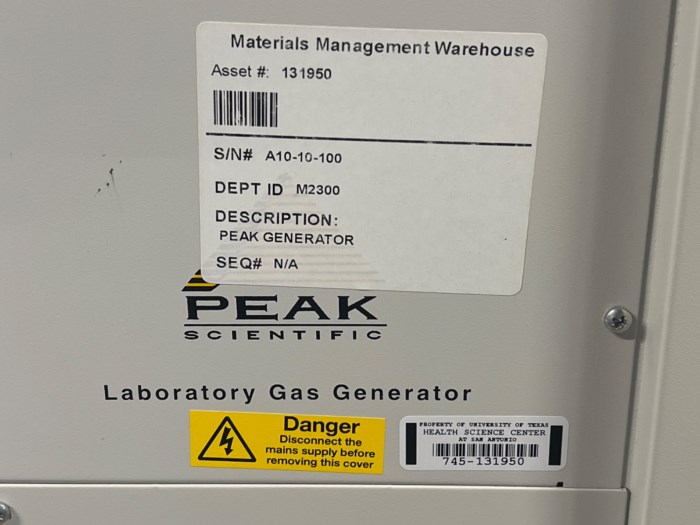 Materials Management Warehouse
Asset #: 131950
S/N# A10-10-100
DEPT ID M2300
DESCRIPTION:
PEAK GENERATOR
SEQ# N/A
PEAK
SCIENTIFIC
Laboratory Gas Generator
Danger
Disconnect the
mains supply before
removing this cover
PROPERTY OF UNIVERSITY OF TEXAS
HEALTH SCIENCE CENTER
AT SAN ANTONIO
745-131950